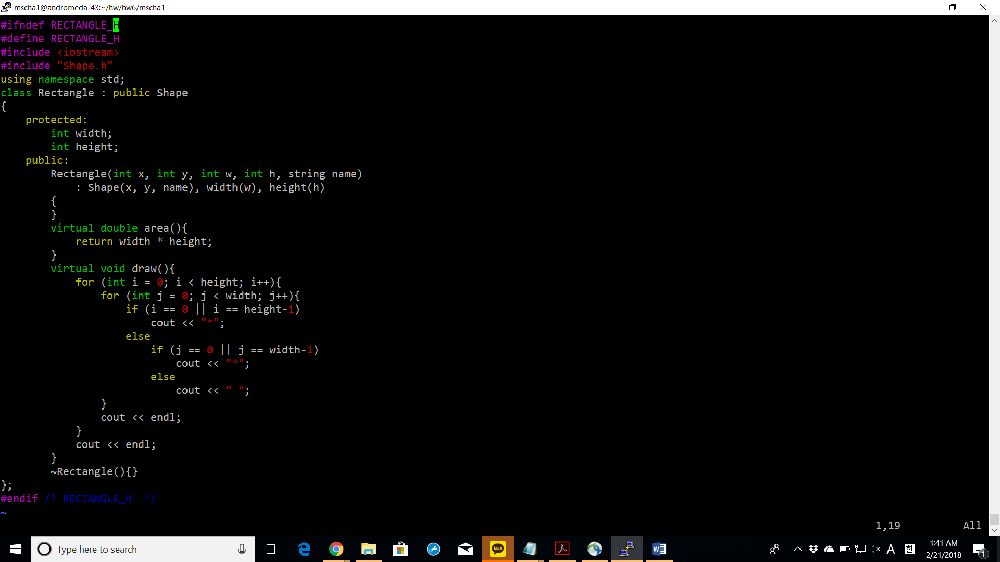 mscha1@andromeda-43:~/hw/hw6/mscha1
#ifndef RECTANGLE_H
#define RECTANGLE_H
#include <iostream>
#include "Shape.h"
using namespace std;
class Rectangle : public Shape
{
    protected:
        int width;
        int height;
    public:
        Rectangle(int x, int y, int w, int h, string name)
            : Shape(x, y, name), width(w), height(h)
        {
        }
        virtual double area(){
            return width * height;
        }
        virtual void draw(){
            for (int i = 0; i < height; i++){
                for (int j = 0; j < width; j++){
                    if (i == 0 || i == height-1)
                        cout << "*";
                    else
                        if (j == 0 || j == width-1)
                            cout << "*";
                        else
                            cout << " ";
                }
                cout << endl;
            }
            cout << endl;
        }
        ~Rectangle(){}
};
#endif /* RECTANGLE_H  */
~
1,19 All
Type here to search
TALK
A 한
1:41 AM
2/21/2018
1